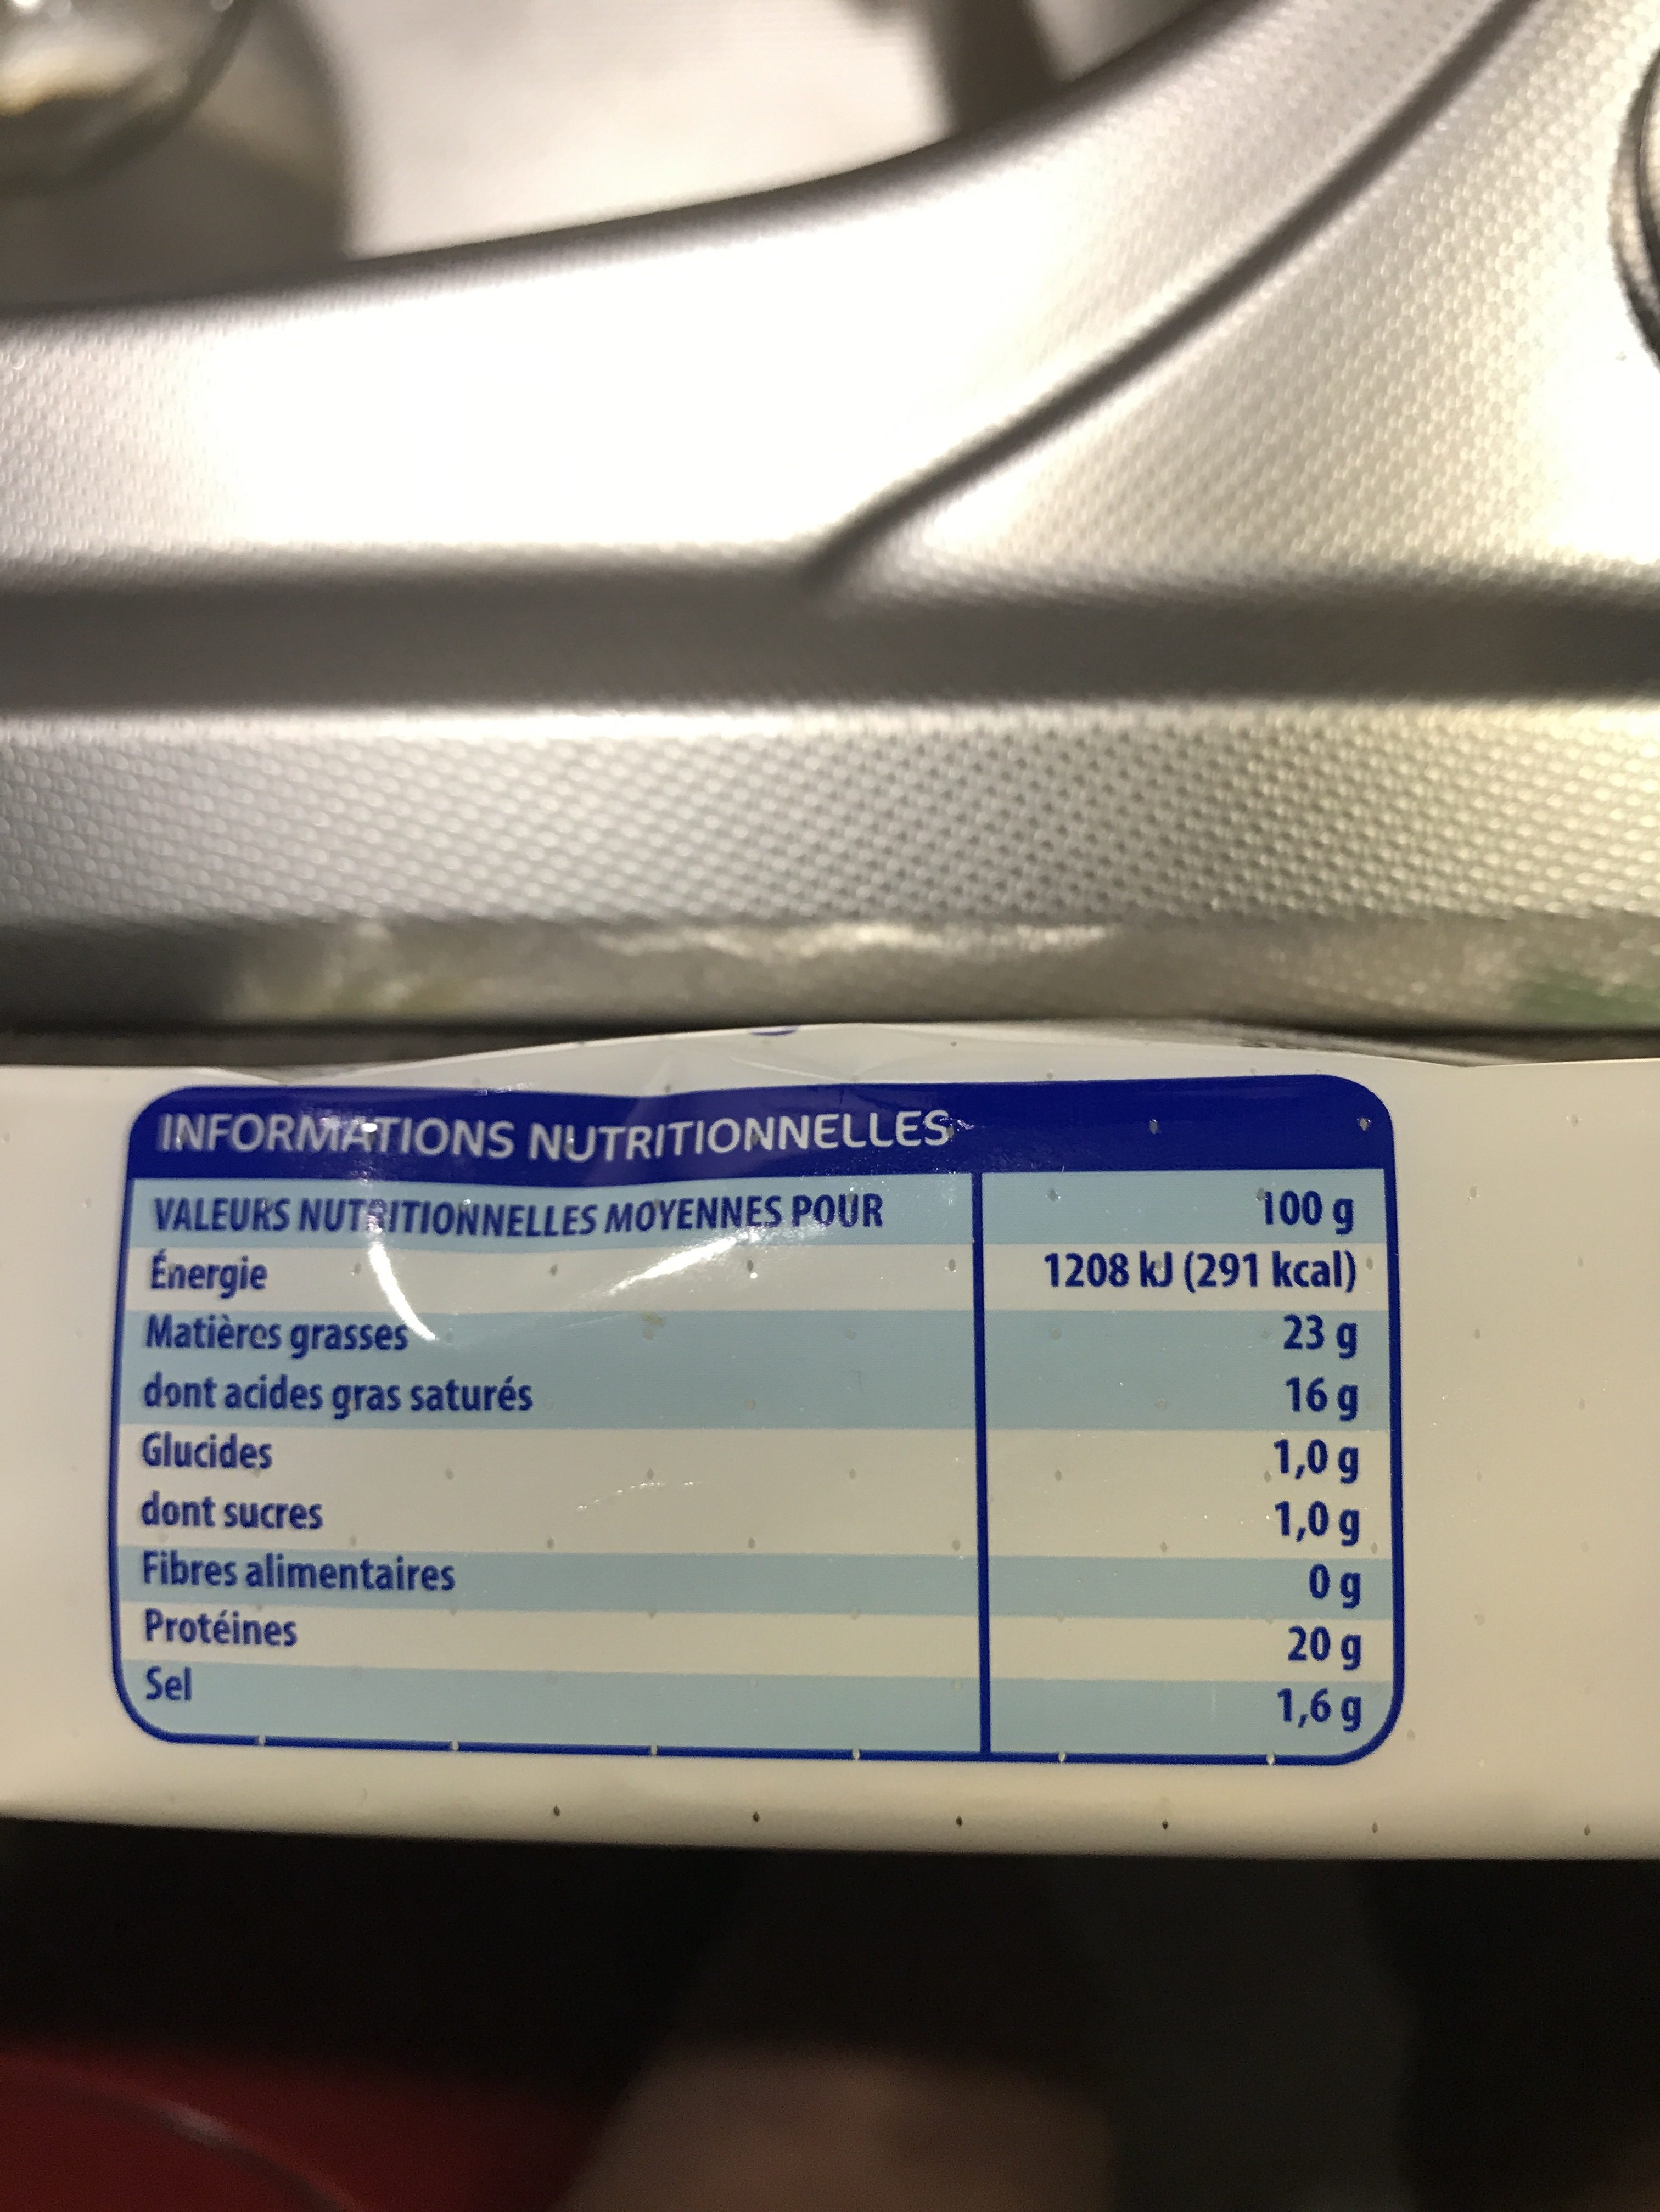 INFORMATIONS NUTRITIONNELLES
VALEURS NUTRITIONNELLES MOYENNES POUR 100 g
Énergie 1208 kJ (291 kcal)
Matières grasses 23 g
dont acides gras saturés 16 g
Glucides 1,0 g
dont sucres 1,0 g
Fibres alimentaires 0 g
Protéines 20 g
Sel 1,6 g